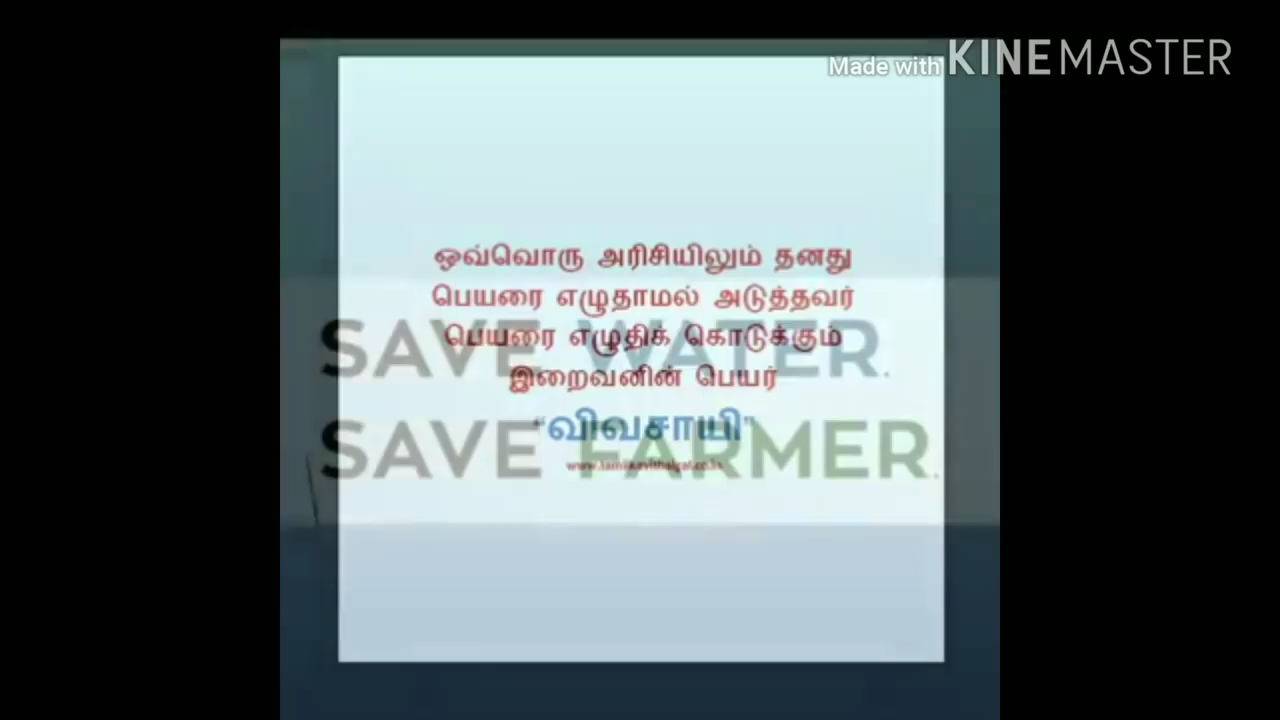 Made with KINEMASTER
ஒவ்வொரு அரிசியிலும் தனது
பெயரை எழுதாமல் அடுத்தவர்
பெயரை எழுதிக் கொடுக்கும்
இறைவனின் பெயர்
"விவசாயி"
SAVE WATER.
SAVE FARMER.